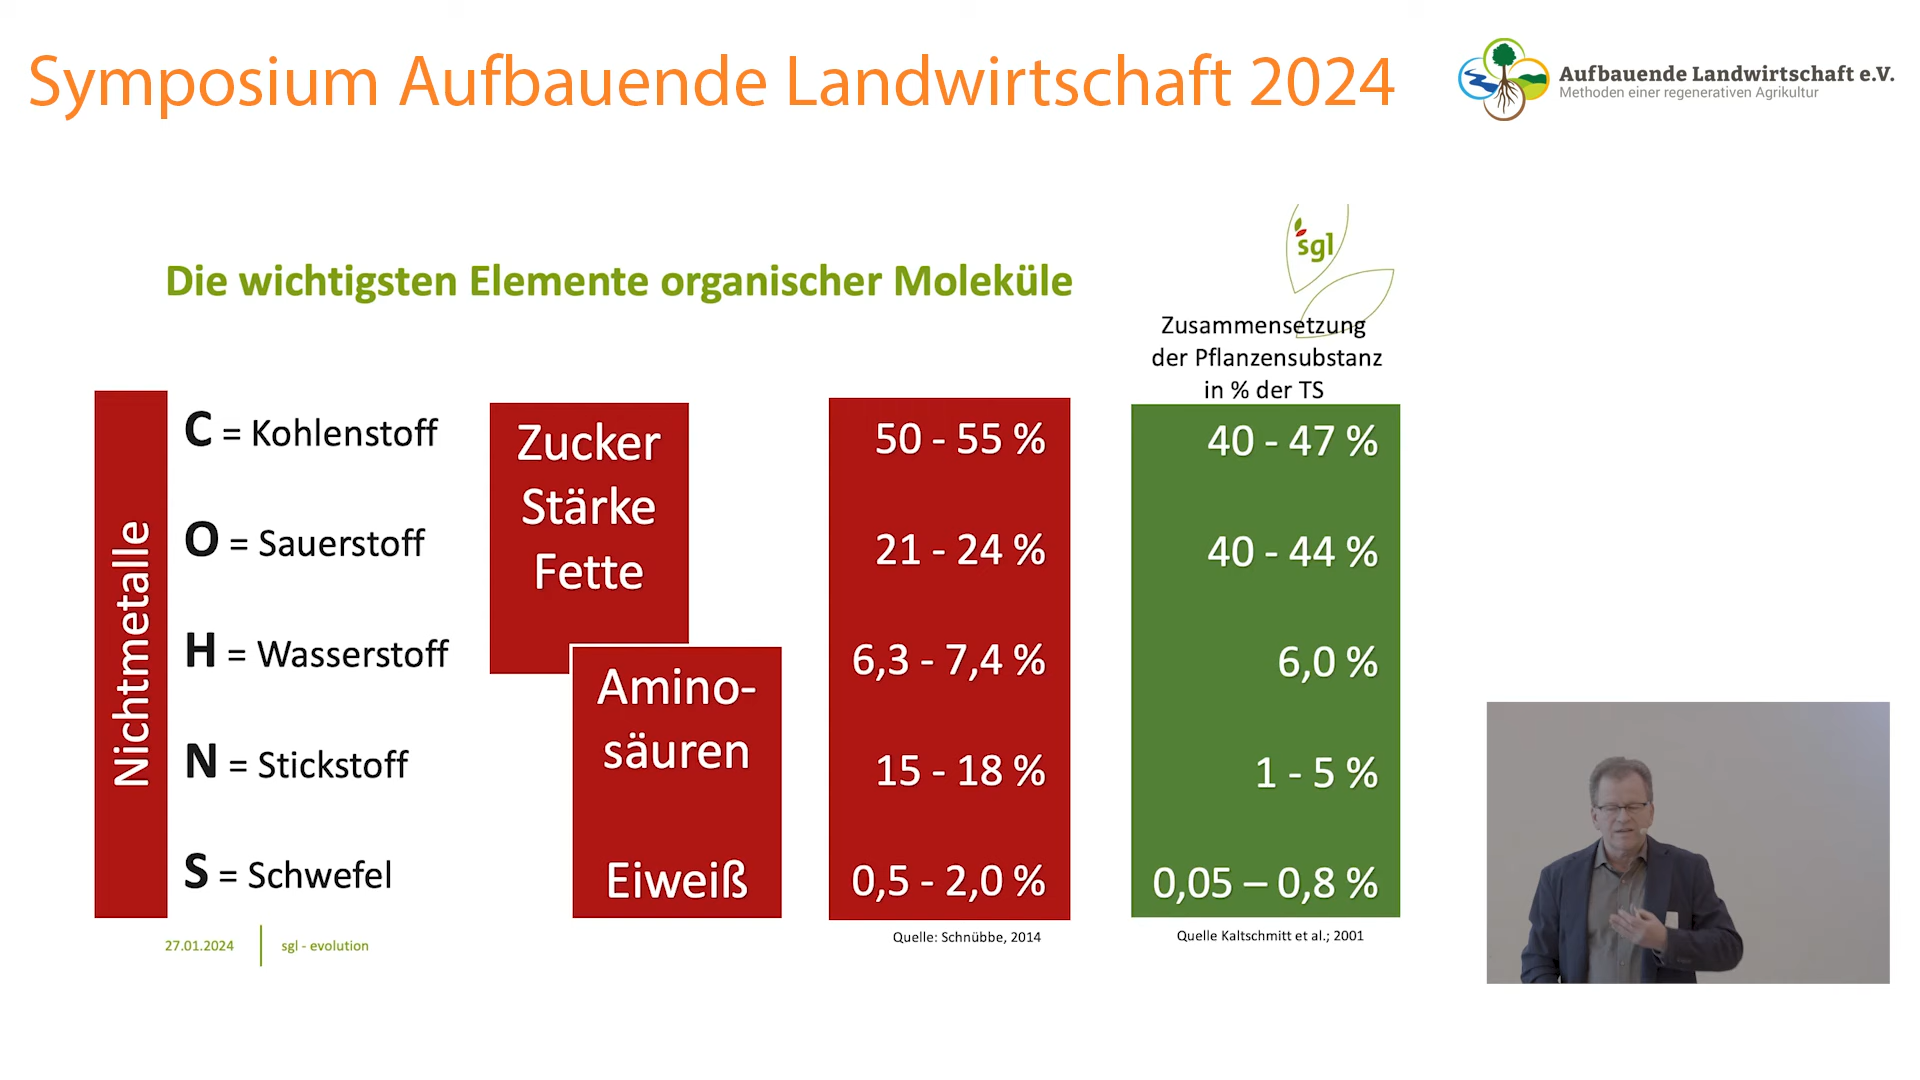 Symposium Aufbauende Landwirtschaft 2024
Aufbauende Landwirtschaft e.V.
Methoden einer regenerativen Agrikultur
sgl
Die wichtigsten Elemente organischer Moleküle
Zusammensetzung
der Pflanzensubstanz
in % der TS
Nichtmetalle
C = Kohlenstoff
O = Sauerstoff
H = Wasserstoff
N = Stickstoff
S = Schwefel
Zucker
Stärke
Fette
Amino-
säuren
Eiweiß
50 - 55 %
21 - 24 %
6,3 - 7,4 %
15 - 18 %
0,5 - 2,0 %
40 - 47 %
40 - 44 %
6,0 %
1 - 5 %
0,05 – 0,8 %
Quelle: Schnübbe, 2014
Quelle Kaltschmitt et al.; 2001
27.01.2024
sgl - evolution